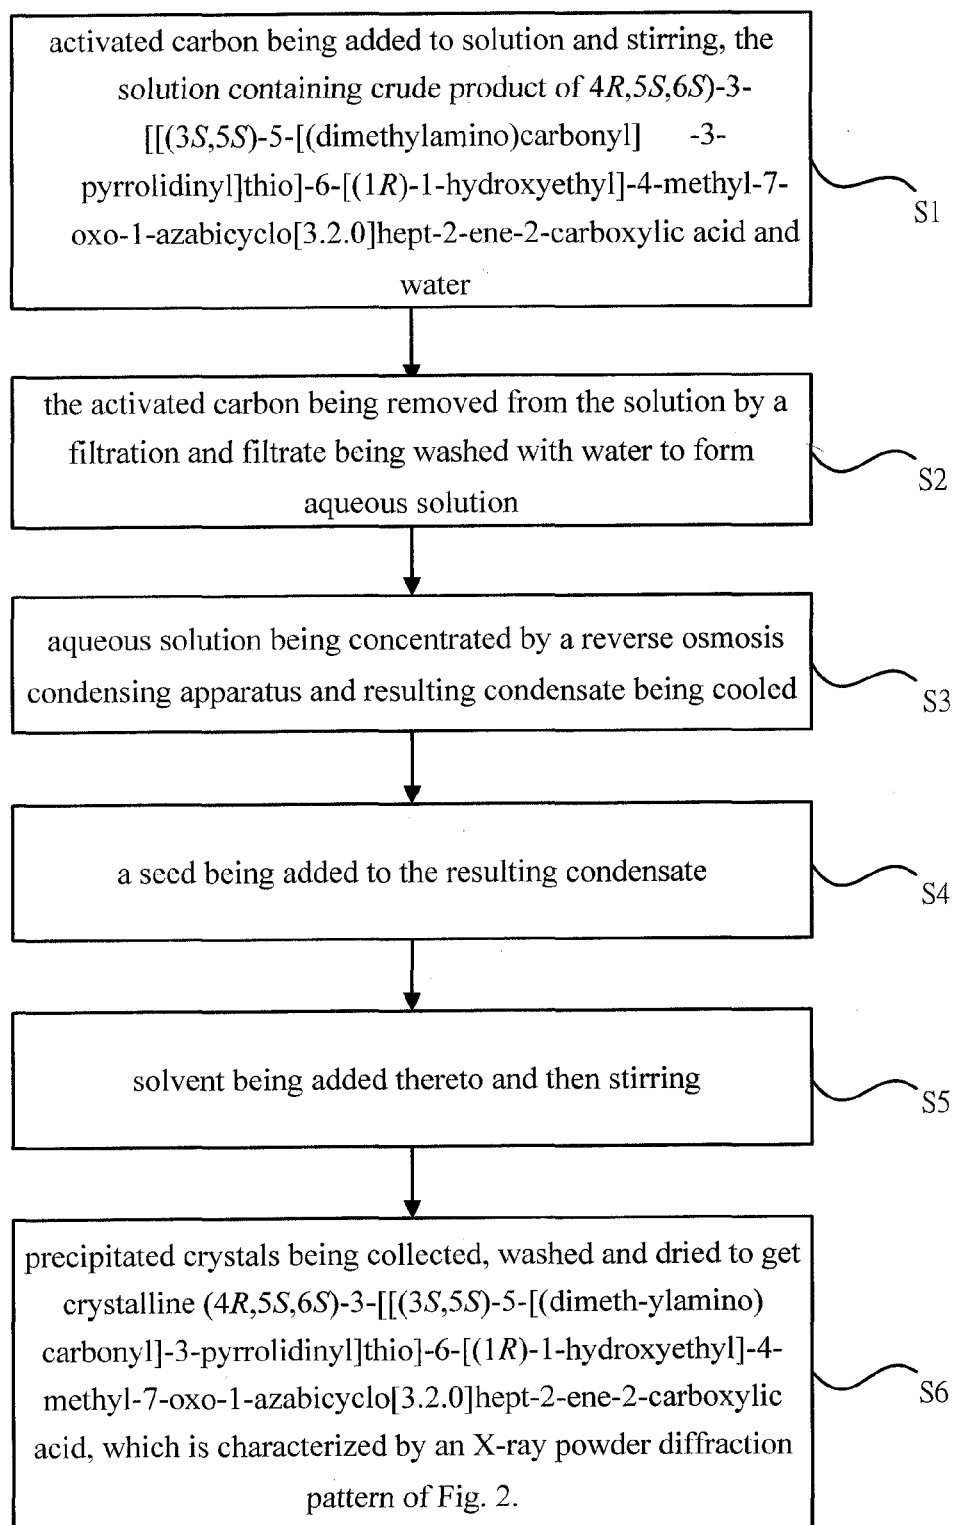 activated carbon being added to solution and stirring, the
solution containing crude product of 4R,5S,6S)-3-
[[(3S,5S)-5-[(dimethylamino)carbonyl] -3-
pyrrolidinyl]thio]-6-[(1R)-1-hydroxyethyl]-4-methyl-7-
oxo-1-azabicyclo[3.2.0]hept-2-ene-2-carboxylic acid and
water
S1
the activated carbon being removed from the solution by a
filtration and filtrate being washed with water to form
aqueous solution
S2
aqueous solution being concentrated by a reverse osmosis
condensing apparatus and resulting condensate being cooled
S3
a seed being added to the resulting condensate
S4
solvent being added thereto and then stirring
S5
precipitated crystals being collected, washed and dried to get
crystalline (4R,5S,6S)-3-[[(3S,5S)-5-[(dimeth-ylamino)
carbonyl]-3-pyrrolidinyl]thio]-6-[(1R)-1-hydroxyethyl]-4-
methyl-7-oxo-1-azabicyclo[3.2.0]hept-2-ene-2-carboxylic
acid, which is characterized by an X-ray powder diffraction
pattern of Fig. 2.
S6